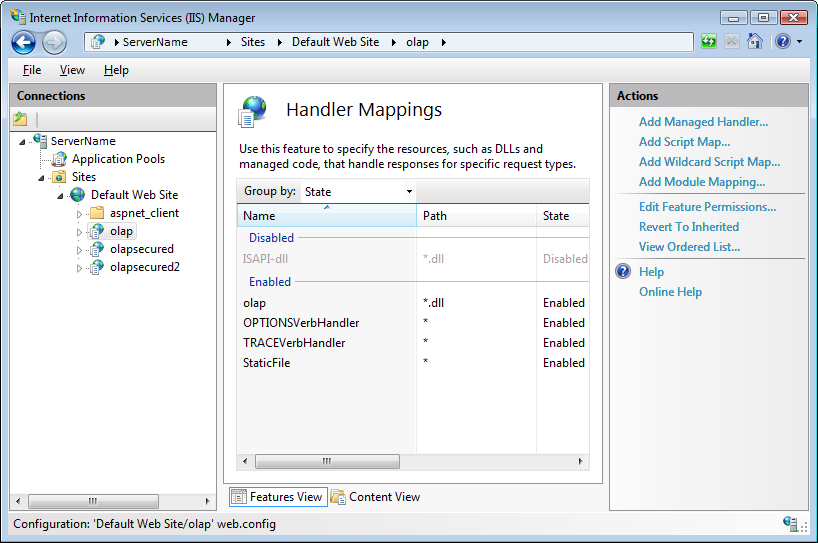 Internet Information Services (IIS) Manager
ServerName Sites Default Web Site olap
File View Help
Connections
ServerName
Application Pools
Sites
Default Web Site
aspnet_client
olap
olapsecured
olapsecured2
Handler Mappings
Use this feature to specify the resources, such as DLLs and
managed code, that handle responses for specific request types.
Group by: State
Name Path State
Disabled
ISAPI-dll *.dll Disabled
Enabled
olap *.dll Enabled
OPTIONSVerbHandler * Enabled
TRACEVerbHandler * Enabled
StaticFile * Enabled
Features View Content View
Actions
Add Managed Handler...
Add Script Map...
Add Wildcard Script Map...
Add Module Mapping...
Edit Feature Permissions...
Revert To Inherited
View Ordered List...
Help
Online Help
Configuration: 'Default Web Site/olap' web.config